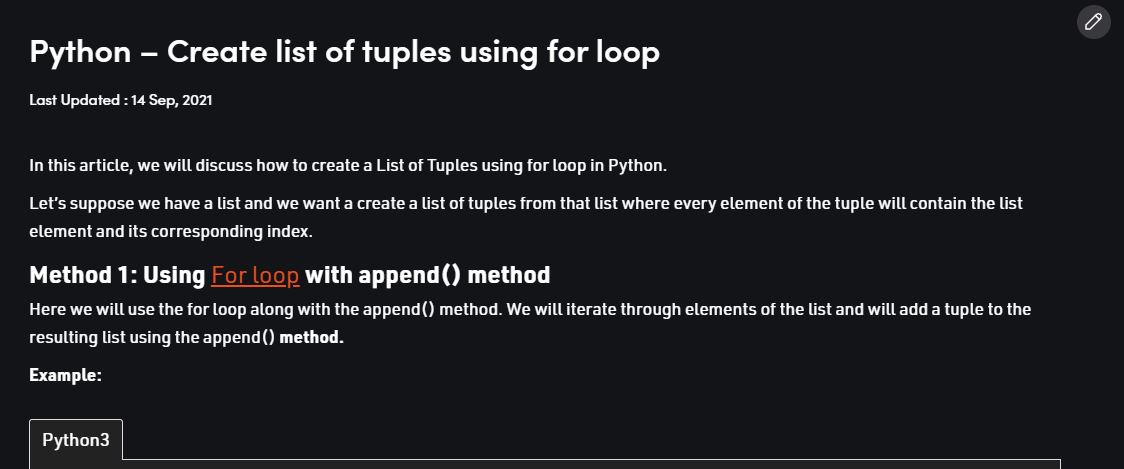 Python – Create list of tuples using for loop
Last Updated : 14 Sep, 2021
In this article, we will discuss how to create a List of Tuples using for loop in Python.
Let's suppose we have a list and we want a create a list of tuples from that list where every element of the tuple will contain the list
element and its corresponding index.
Method 1: Using For loop with append() method
Here we will use the for loop along with the append() method. We will iterate through elements of the list and will add a tuple to the
resulting list using the append() method.
Example:
Python3